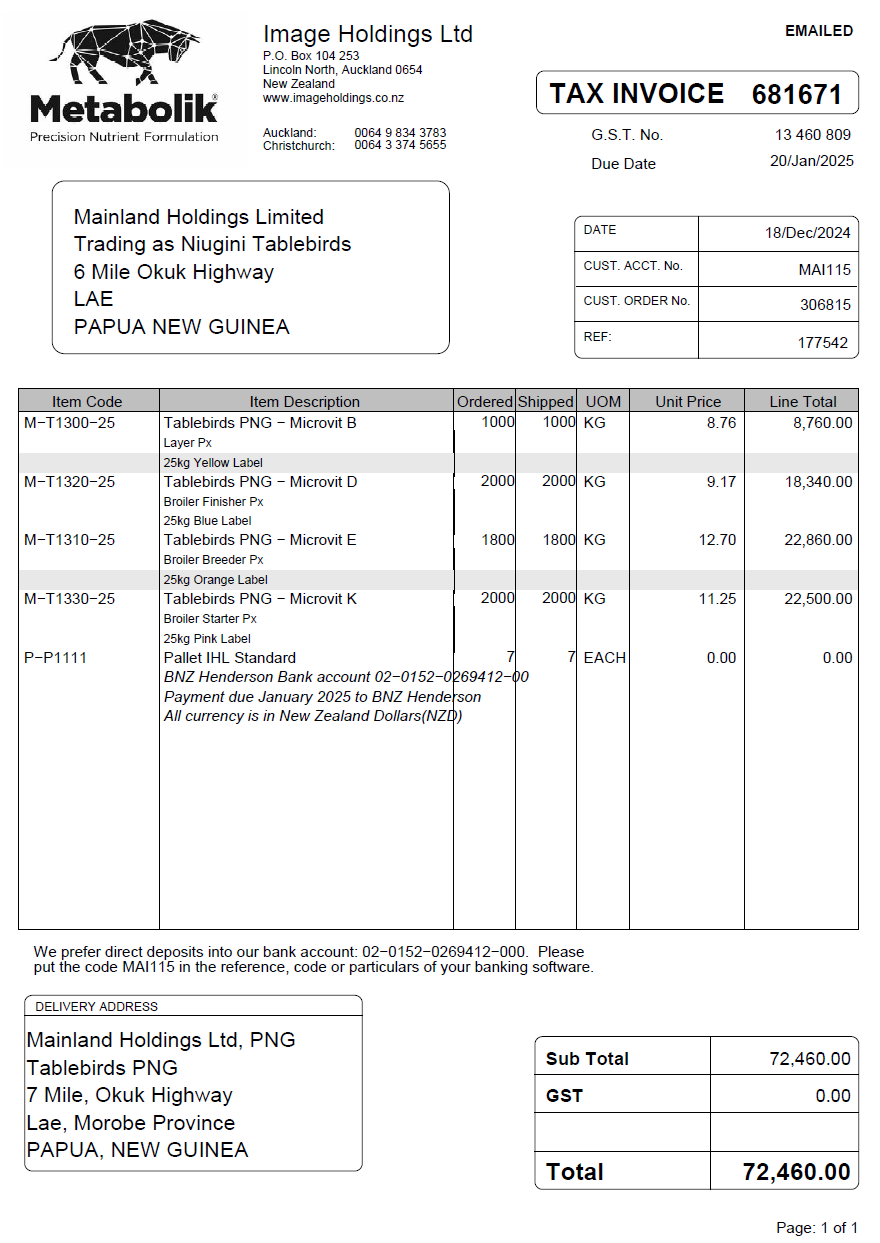 Metabolik®
Precision Nutrient Formulation
Image Holdings Ltd
P.O. Box 104 253
Lincoln North, Auckland 0654
New Zealand
www.imageholdings.co.nz
Auckland: 0064 9 834 3783
Christchurch: 0064 3 374 5655
EMAILED
TAX INVOICE 681671
G.S.T. No. 13 460 809
Due Date 20/Jan/2025
Mainland Holdings Limited
Trading as Niugini Tablebirds
6 Mile Okuk Highway
LAE
PAPUA NEW GUINEA
DATE 18/Dec/2024
CUST. ACCT. No. MAI115
CUST. ORDER No. 306815
REF: 177542
Item Code Item Description Ordered Shipped UOM Unit Price Line Total
M-T1300-25 Tablebirds PNG - Microvit B 1000 1000 KG 8.76 8,760.00
Layer Px
25kg Yellow Label
M-T1320-25 Tablebirds PNG - Microvit D 2000 2000 KG 9.17 18,340.00
Broiler Finisher Px
25kg Blue Label
M-T1310-25 Tablebirds PNG - Microvit E 1800 1800 KG 12.70 22,860.00
Broiler Breeder Px
25kg Orange Label
M-T1330-25 Tablebirds PNG - Microvit K 2000 2000 KG 11.25 22,500.00
Broiler Starter Px
25kg Pink Label
P-P1111 Pallet IHL Standard 7 7 EACH 0.00 0.00
BNZ Henderson Bank account 02-0152-0269412-00
Payment due January 2025 to BNZ Henderson
All currency is in New Zealand Dollars(NZD)
We prefer direct deposits into our bank account: 02-0152-0269412-000. Please
put the code MAI115 in the reference, code or particulars of your banking software.
DELIVERY ADDRESS
Mainland Holdings Ltd, PNG
Tablebirds PNG
7 Mile, Okuk Highway
Lae, Morobe Province
PAPUA, NEW GUINEA
Sub Total 72,460.00
GST 0.00
Total 72,460.00
Page: 1 of 1